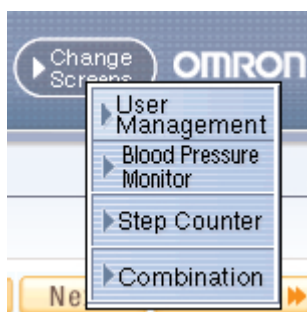 Change
Screens
OMRON
User
Management
Blood Pressure
Monitor
Step Counter
Combination
Ne